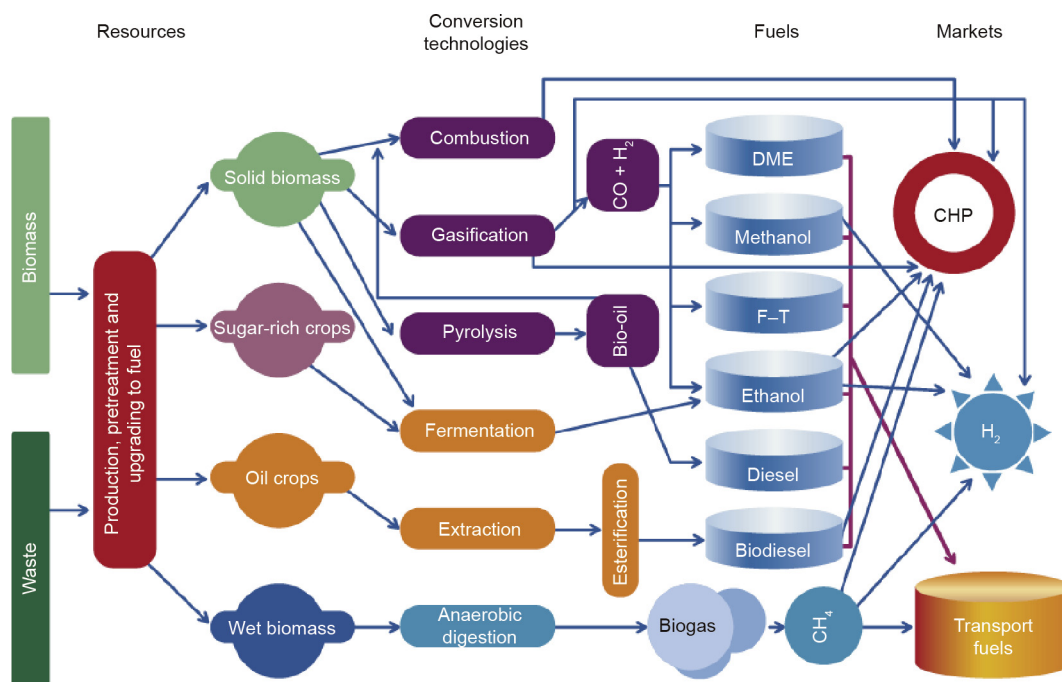 Resources
Conversion
technologies
Fuels
Markets
Biomass
Waste
Production, pretreatment and
upgrading to fuel
Solid biomass
Sugar-rich crops
Oil crops
Wet biomass
Combustion
Gasification
Pyrolysis
Fermentation
Extraction
Anaerobic
digestion
CO + H₂
Bio-oil
Esterification
Biogas
DME
Methanol
F–T
Ethanol
Diesel
Biodiesel
CH₄
CHP
H₂
Transport
fuels